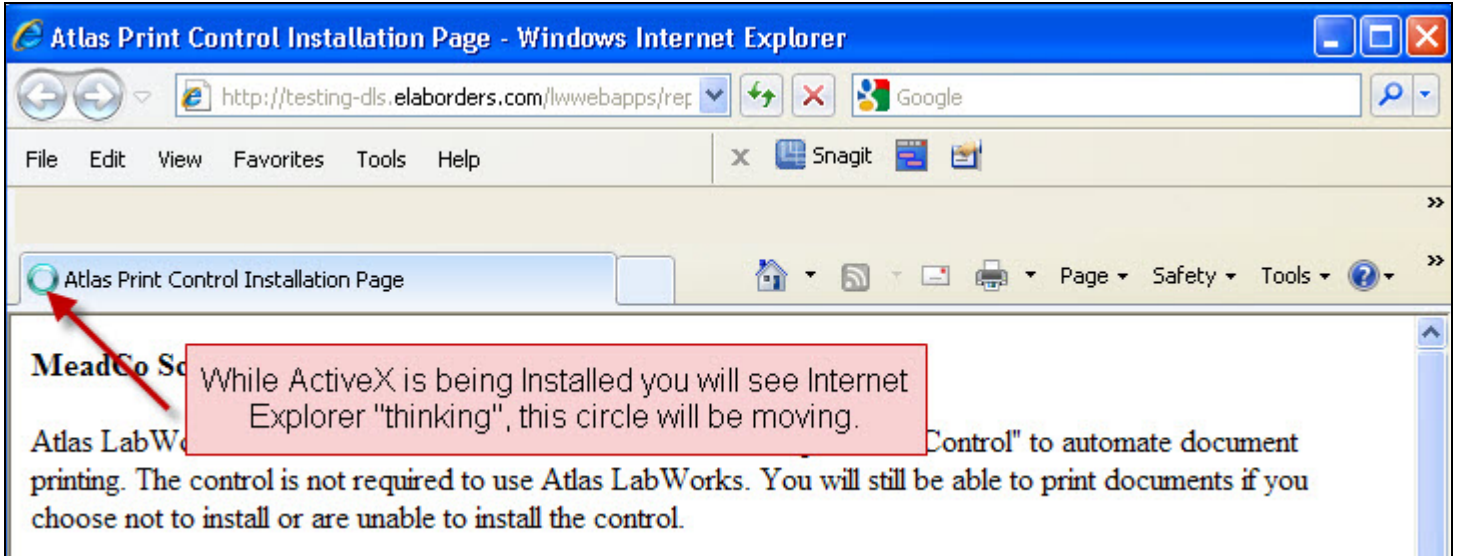 Atlas Print Control Installation Page - Windows Internet Explorer
http://testing-dls.elaborders.com/lwwebapps/rep Google
File Edit View Favorites Tools Help x Snagit
»
Atlas Print Control Installation Page Page Safety Tools »
MeadCo Sc
While ActiveX is being Installed you will see Internet
Explorer "thinking", this circle will be moving.
Atlas LabWo Control" to automate document
printing. The control is not required to use Atlas LabWorks. You will still be able to print documents if you
choose not to install or are unable to install the control.